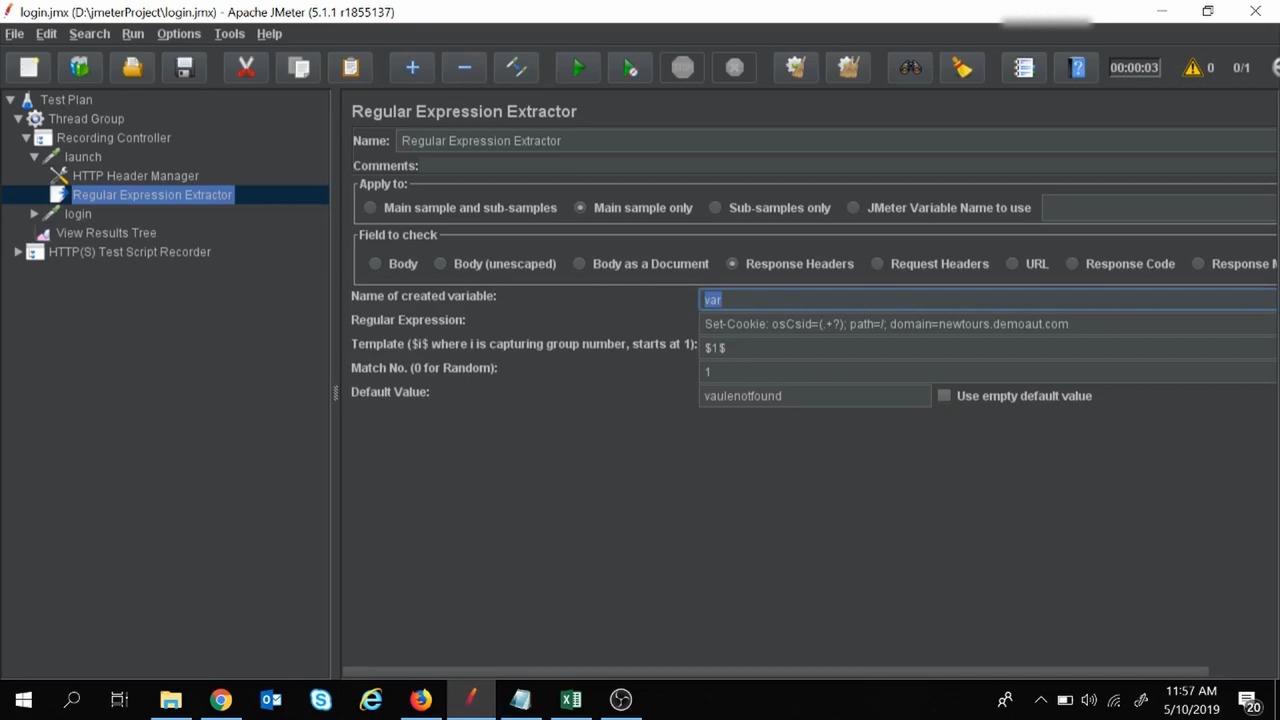 login.jmx (D:\jmeterProject\login.jmx) - Apache JMeter (5.1.1 r1855137)
File Edit Search Run Options Tools Help
00:00:03 0 0/1
Test Plan
Thread Group
Recording Controller
launch
HTTP Header Manager
Regular Expression Extractor
login
View Results Tree
HTTP(S) Test Script Recorder
Regular Expression Extractor
Name: Regular Expression Extractor
Comments:
Apply to:
Main sample and sub-samples Main sample only Sub-samples only JMeter Variable Name to use
Field to check
Body Body (unescaped) Body as a Document Response Headers Request Headers URL Response Code Response M
Name of created variable: var
Regular Expression: Set-Cookie: osCsid=(.+?); path=/; domain=newtours.demoaut.com
Template ($i$ where i is capturing group number, starts at 1): $1$
Match No. (0 for Random): 1
Default Value: vaulenotfound Use empty default value
11:57 AM
5/10/2019
20